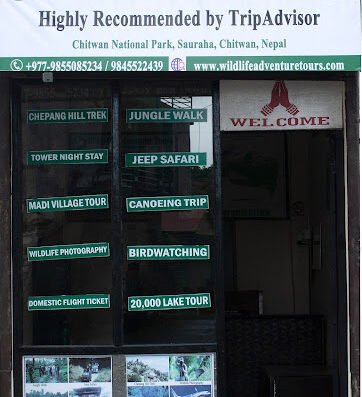 Highly Recommended by TripAdvisor
Chitwan National Park, Sauraha, Chitwan, Nepal
+977-9855085234 / 9845522439
www.wildlifeadventuretours.com
CHEPANG HILL TREK
JUNGLE WALK
WELCOME
TOWER NIGHT STAY
JEEP SAFARI
MADI VILLAGE TOUR
CANOEING TRIP
WILDLIFE PHOTOGRAPHY
BIRDWATCHING
DOMESTIC FLIGHT TICKET
20,000 LAKE TOUR